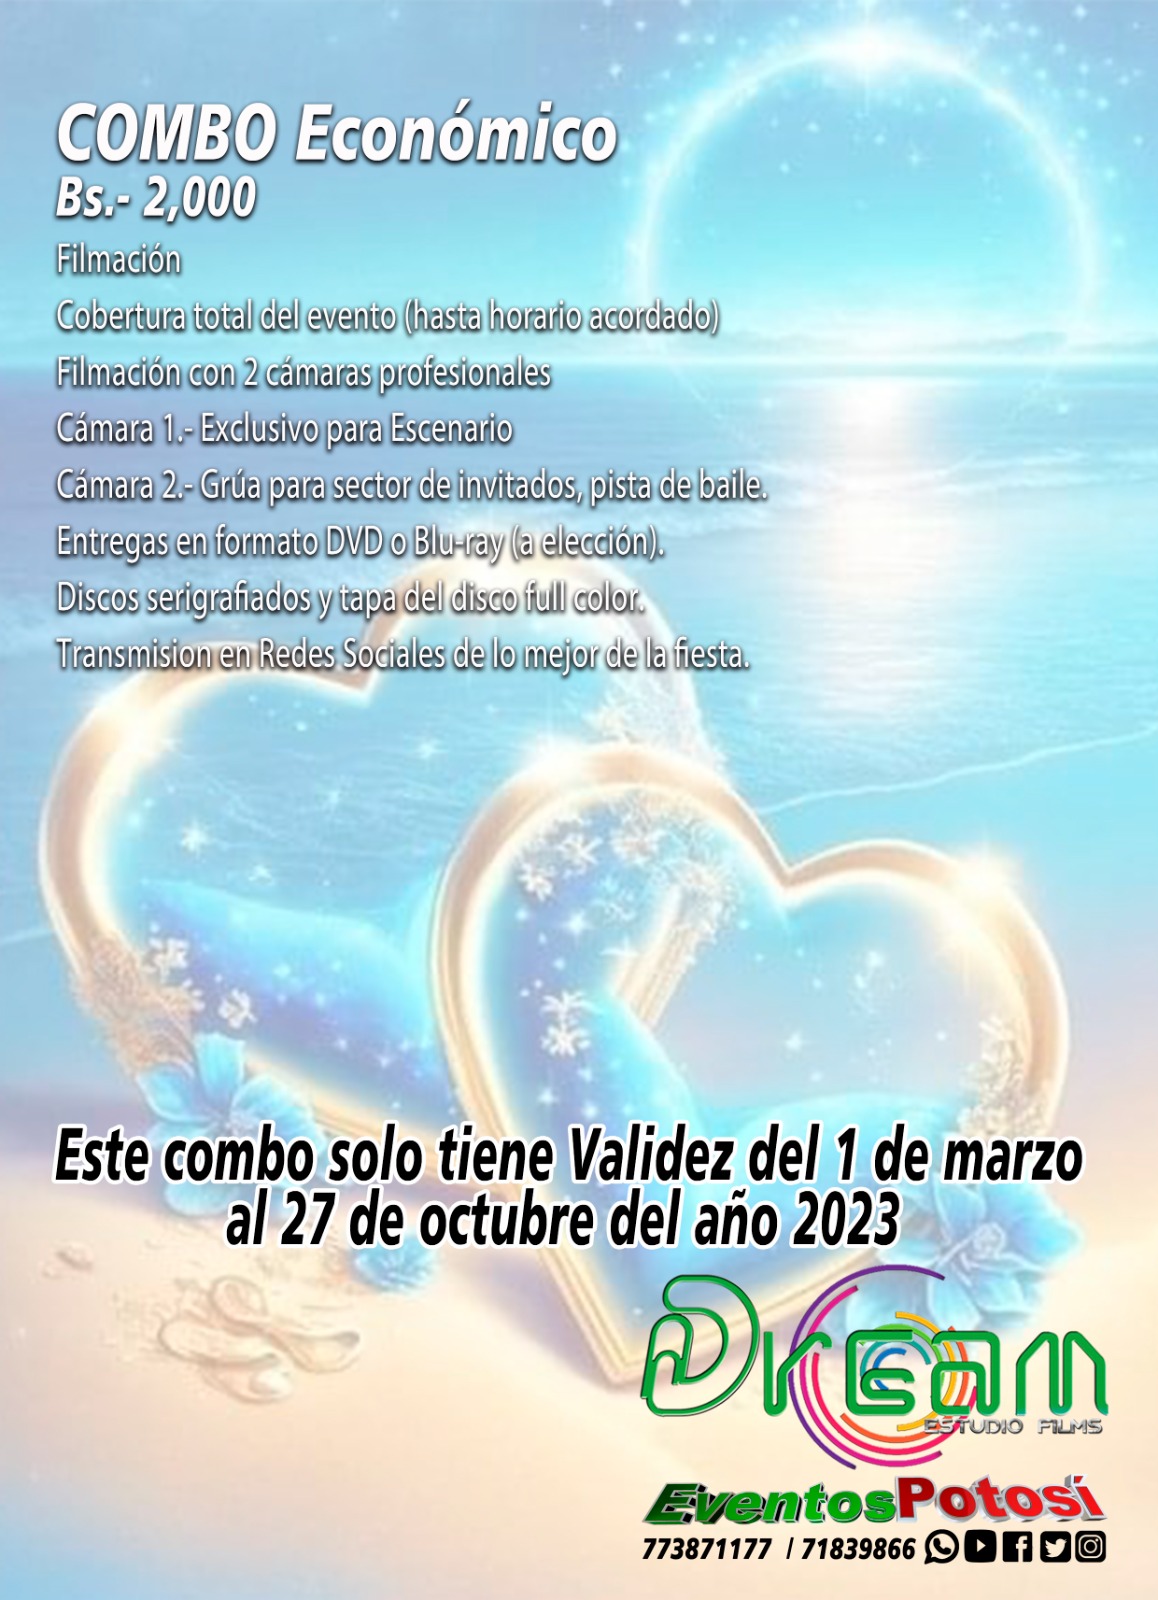 COMBO Económico
Bs.- 2,000
Filmación
Cobertura total del evento (hasta horario acordado)
Filmación con 2 cámaras profesionales
Cámara 1.- Exclusivo para Escenario
Cámara 2.- Grúa para sector de invitados, pista de baile.
Entregas en formato DVD o Blu-ray (a elección).
Discos serigrafiados y tapa del disco full color.
Transmision en Redes Sociales de lo mejor de la fiesta.
Este combo solo tiene Validez del 1 de marzo
al 27 de octubre del año 2023
Dream
ESTUDIO FILMS
EventosPotosí
773871177 / 71839866